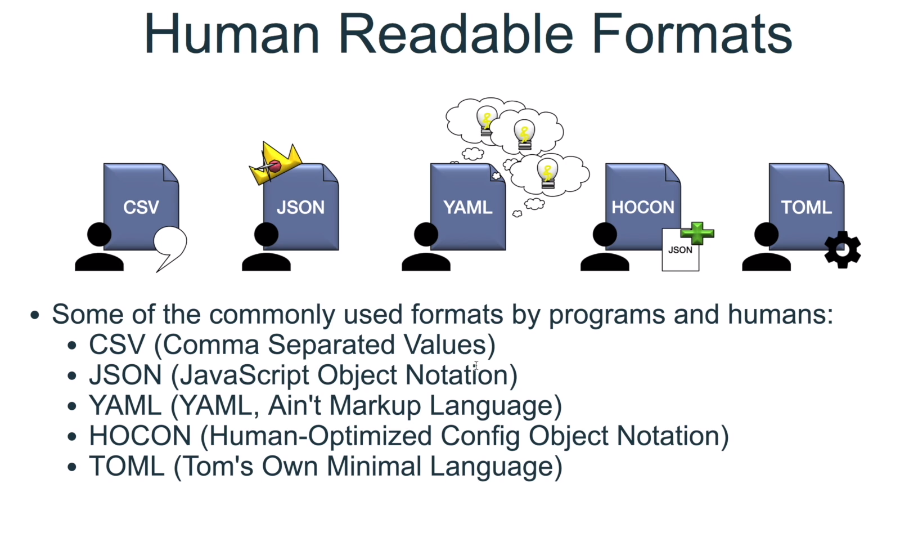 Human Readable Formats
CSV
JSON
YAML
HOCON
JSON
TOML
• Some of the commonly used formats by programs and humans:
• CSV (Comma Separated Values)
• JSON (JavaScript Object Notation)
• YAML (YAML, Ain't Markup Language)
• HOCON (Human-Optimized Config Object Notation)
• TOML (Tom's Own Minimal Language)